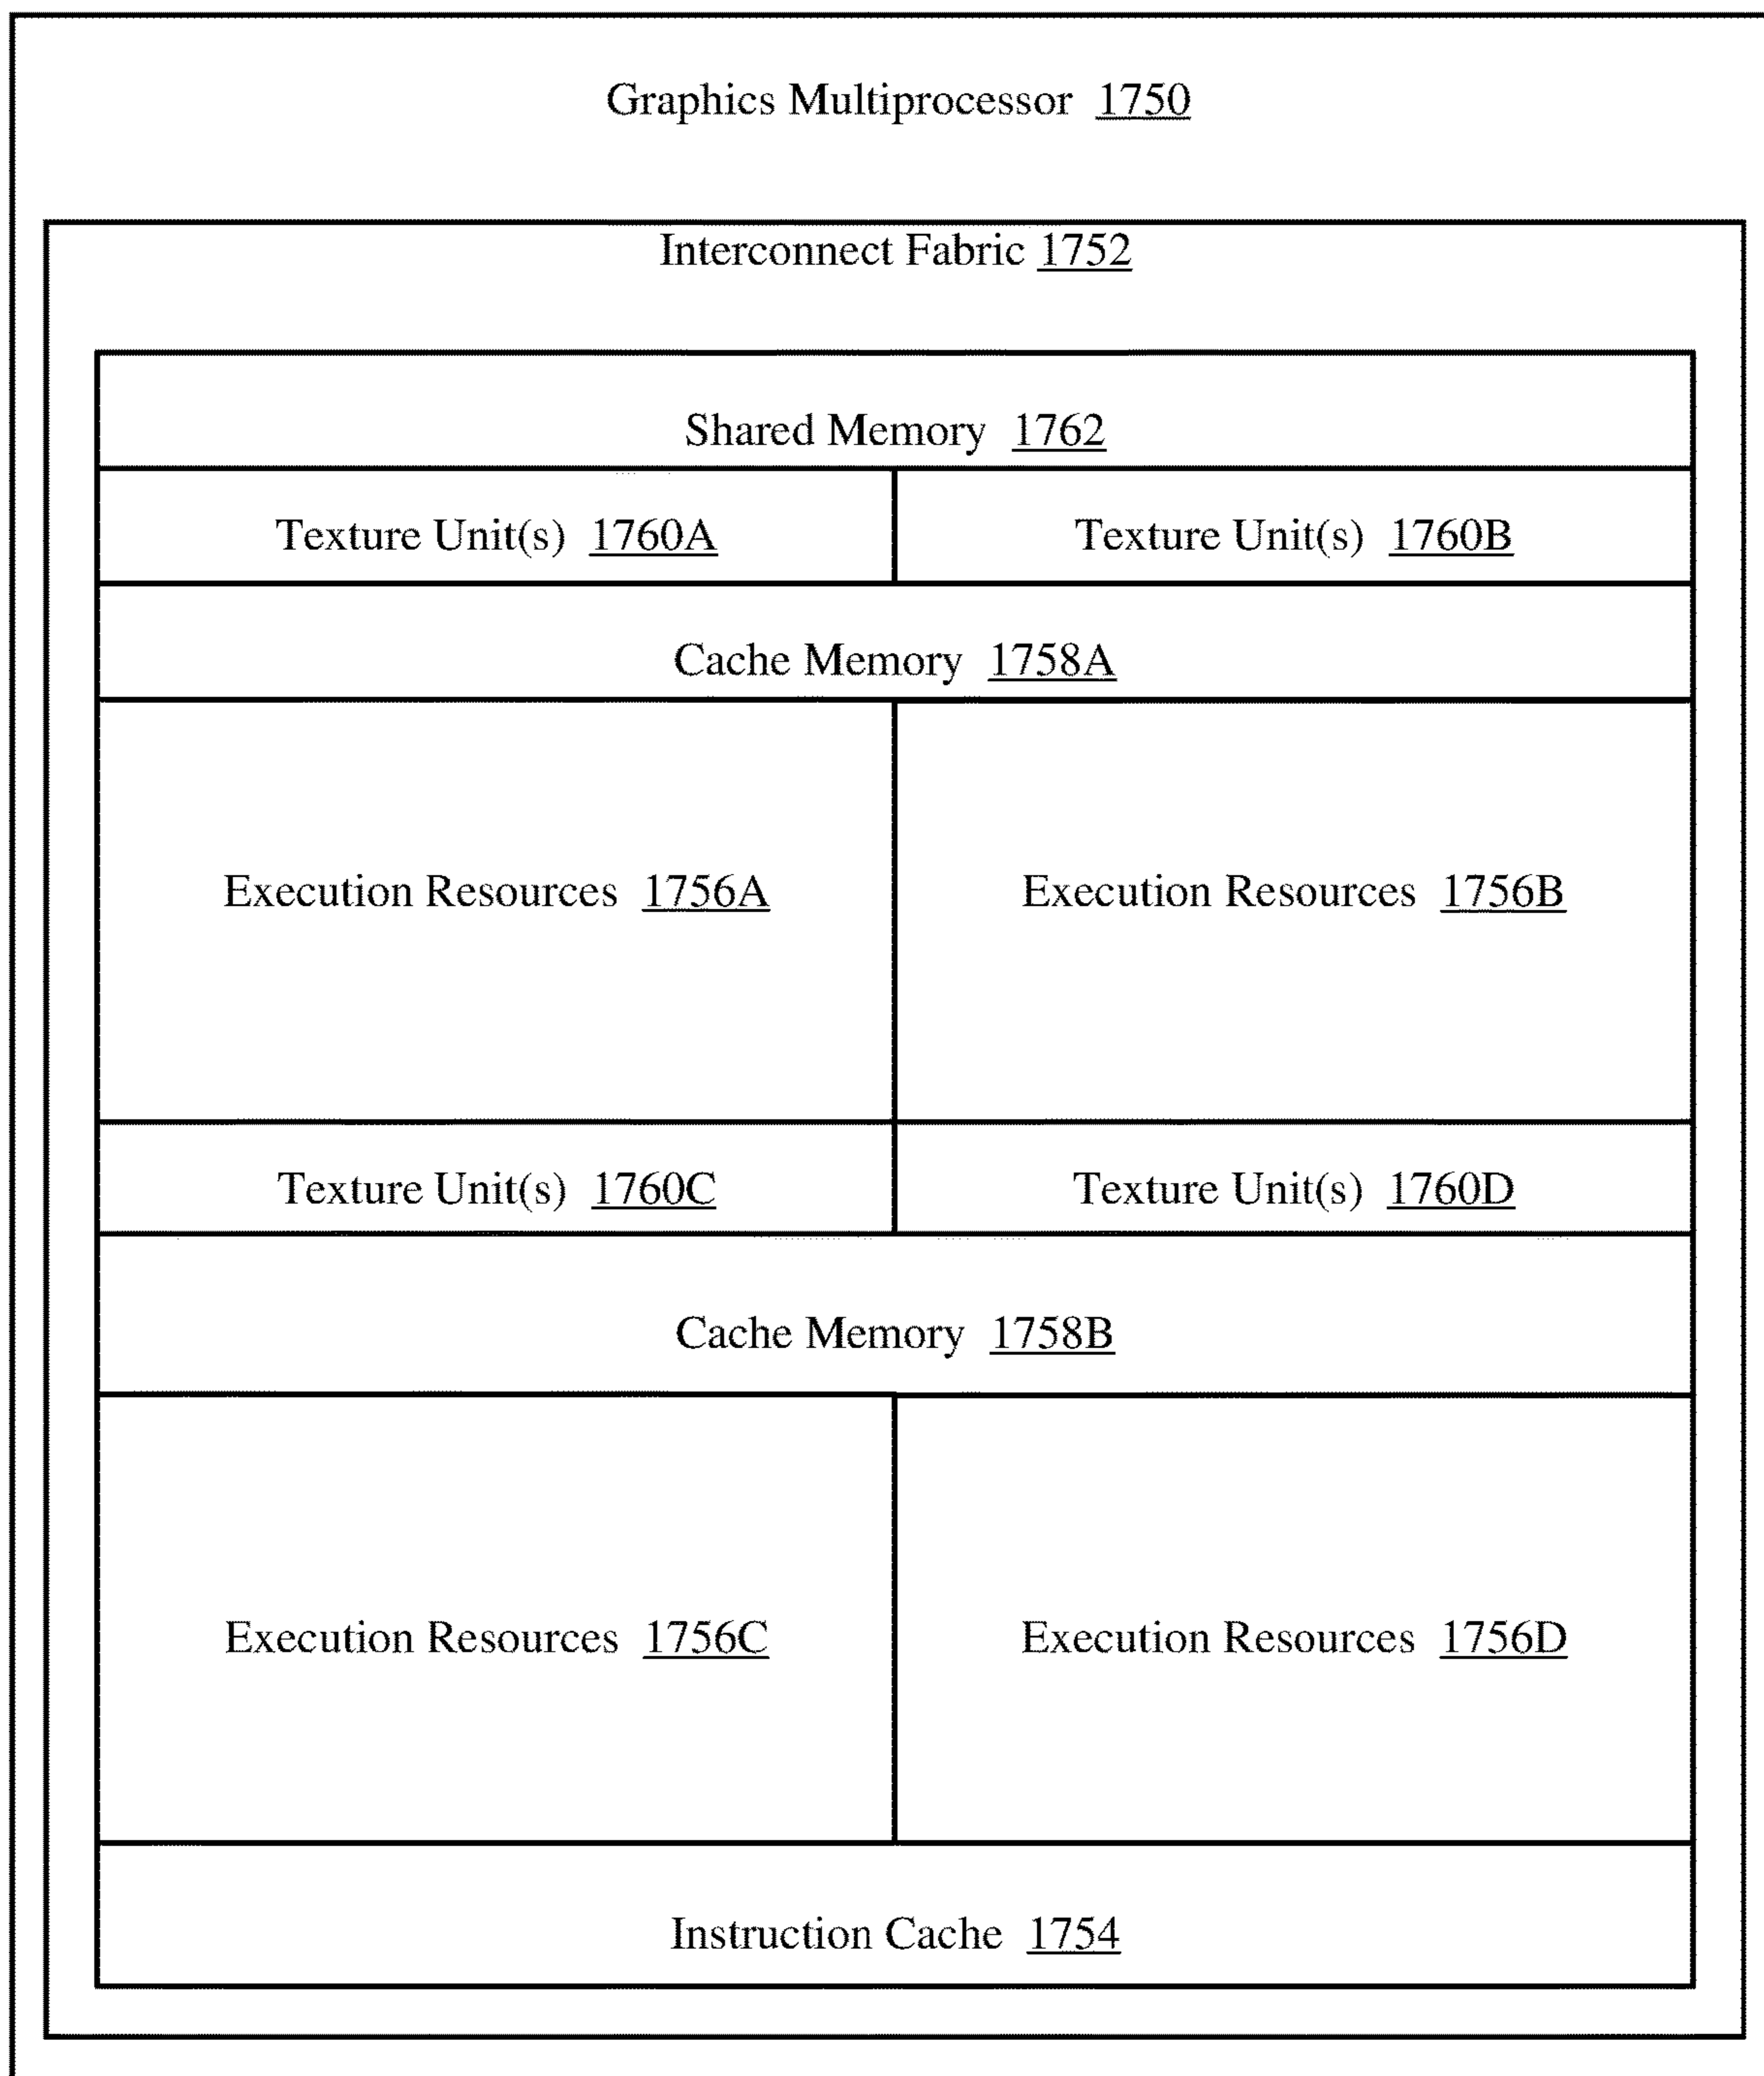 Graphics Multiprocessor 1750
Interconnect Fabric 1752
Shared Memory 1762
Texture Unit(s) 1760A
Texture Unit(s) 1760B
Cache Memory 1758A
Execution Resources 1756A
Execution Resources 1756B
Texture Unit(s) 1760C
Texture Unit(s) 1760D
Cache Memory 1758B
Execution Resources 1756C
Execution Resources 1756D
Instruction Cache 1754